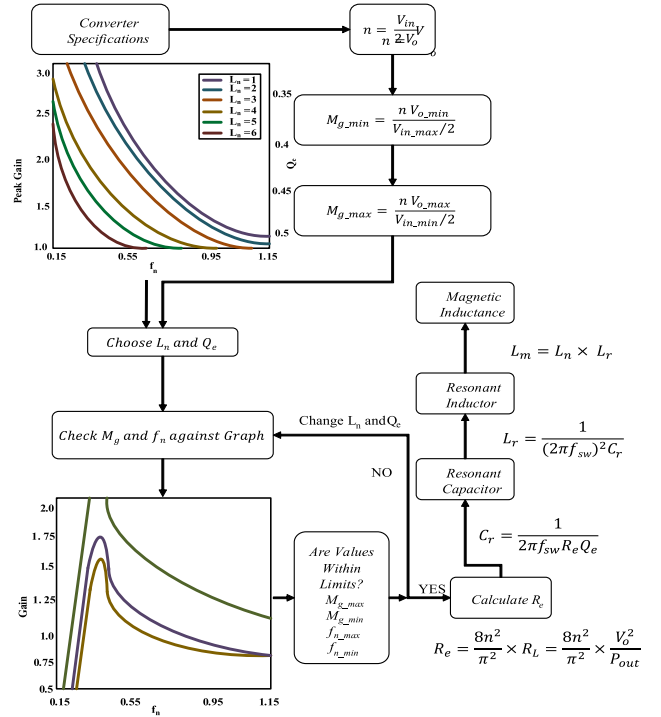 Converter
Specifications
n = V_in / 2 V_o
n = V_o
3.0
2.5
2.0
1.5
1.0
Peak Gain
L_n = 1
L_n = 2
L_n = 3
L_n = 4
L_n = 5
L_n = 6
0.35
0.4
0.45
0.5
0.15
0.55
0.95
1.15
f_n
M_g_min = n V_o_min / V_in_max/2
M_g_max = n V_o_max / V_in_min/2
Choose L_n and Q_e
Check M_g and f_n against Graph
Change L_n and Q_e
NO
YES
Magnetic
Inductance
L_m = L_n × L_r
Resonant
Inductor
L_r = 1 / (2πf_sw)^2 C_r
Resonant
Capacitor
C_r = 1 / 2πf_sw R_e Q_e
Calculate R_e
R_e = 8n^2 / π^2 × R_L = 8n^2 / π^2 × V_o^2 / P_out
Are Values
Within
Limits?
M_g_max
M_g_min
f_n_max
f_n_min
2.0
1.75
1.5
1.25
1.0
0.75
0.5
Gain
0.15
0.55
0.95
1.15
f_n